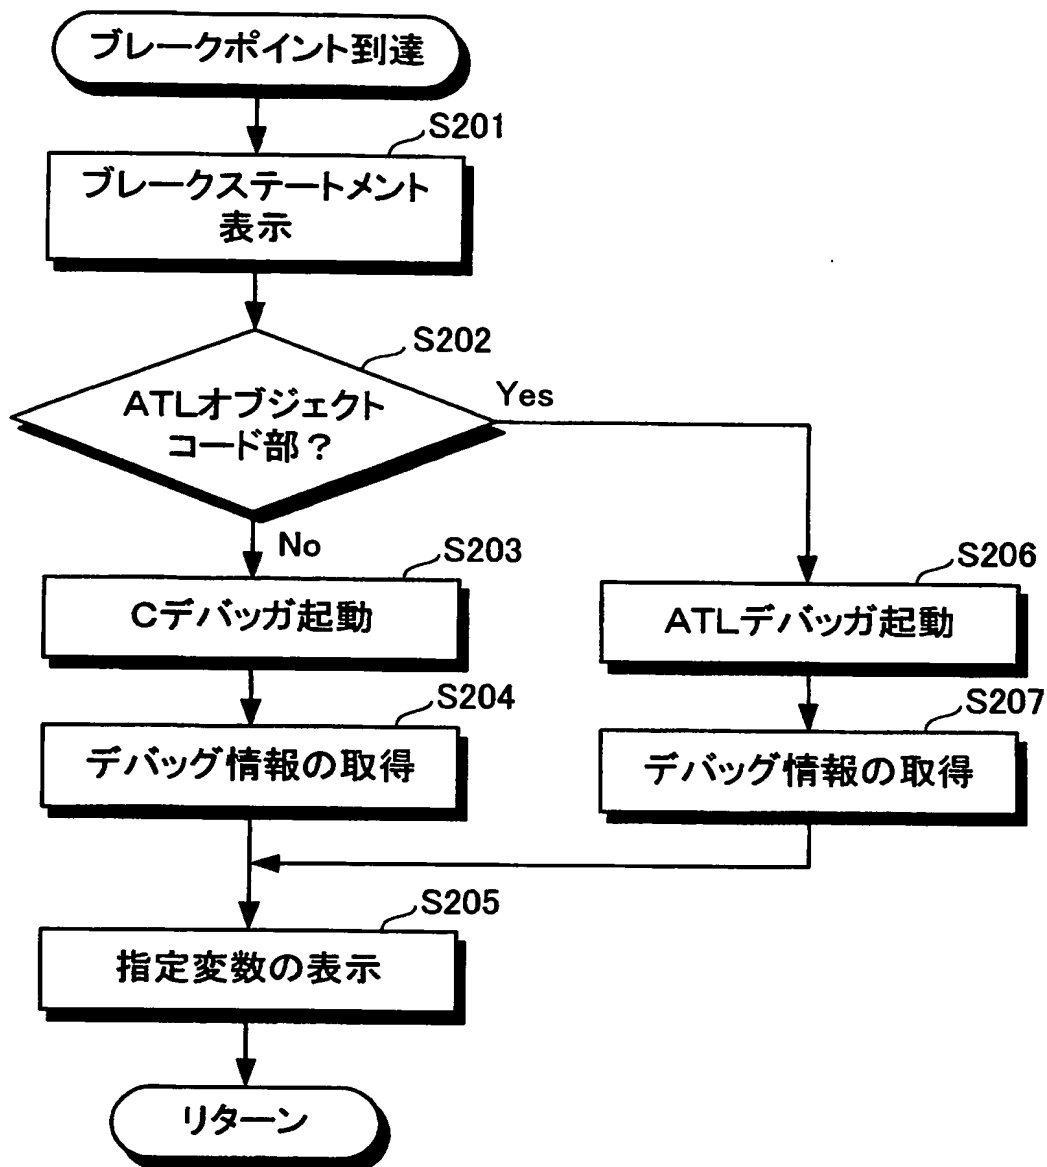 ブレークポイント到達
S201
ブレークステートメント
表示
S202
ATLオブジェクト
コード部？
Yes
No
S203
Cデバッガ起動
S206
ATLデバッガ起動
S204
デバッグ情報の取得
S207
デバッグ情報の取得
S205
指定変数の表示
リターン